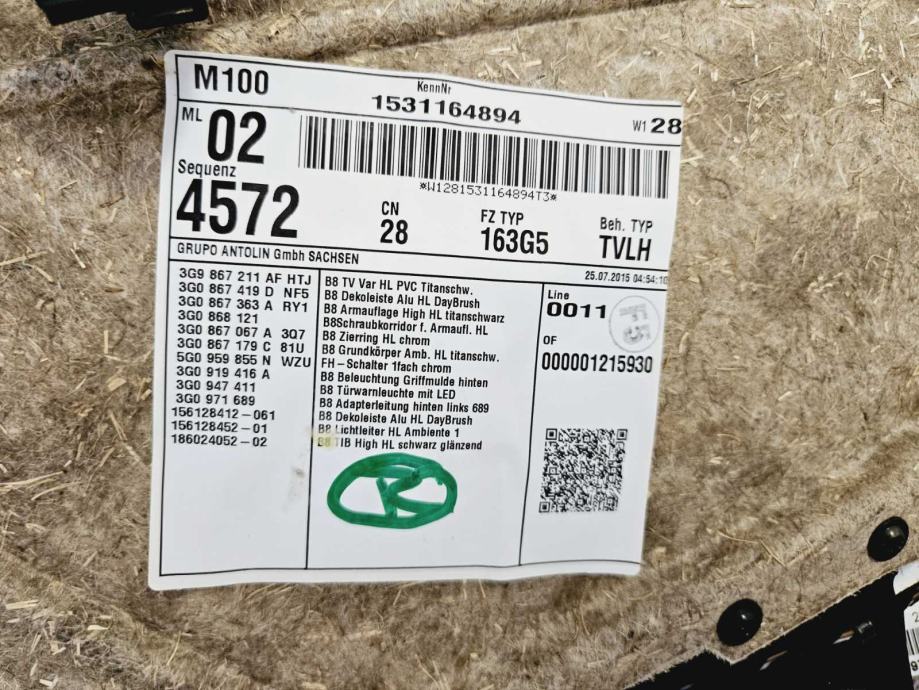 M100
KennNr
1531164894
W1 28
ML 02
*W1281531164894T3*
Sequenz
4572
CN
28
FZ TYP
163G5
Beh. TYP
TVLH
GRUPO ANTOLIN Gmbh SACHSEN
25.07.2015 04:54:10
3G9 867 211 AF HTJ
3G0 867 419 D NF5
3G0 867 363 A RY1
3G0 868 121
3G0 867 067 A 3Q7
3G0 867 179 C 81U
5G0 959 855 N WZU
3G0 919 416 A
3G0 947 411
3G0 971 689
156128412-061
156128452-01
186024052-02
B8 TV Var HL PVC Titanschw.
B8 Dekoleiste Alu HL DayBrush
B8 Armauflage High HL titanschwarz
B8Schraubkorridor f. Armaufl. HL
B8 Zierring HL chrom
B8 Grundkörper Amb. HL titanschw.
FH-Schalter 1fach chrom
B8 Beleuchtung Griffmulde hinten
B8 Türwarnleuchte mit LED
B8 Adapterleitung hinten links 689
B8 Dekoleiste Alu HL DayBrush
B8 Lichtleiter HL Ambiente 1
B8 TIB High HL schwarz glänzend
Line
0011
OF
000001215930
R